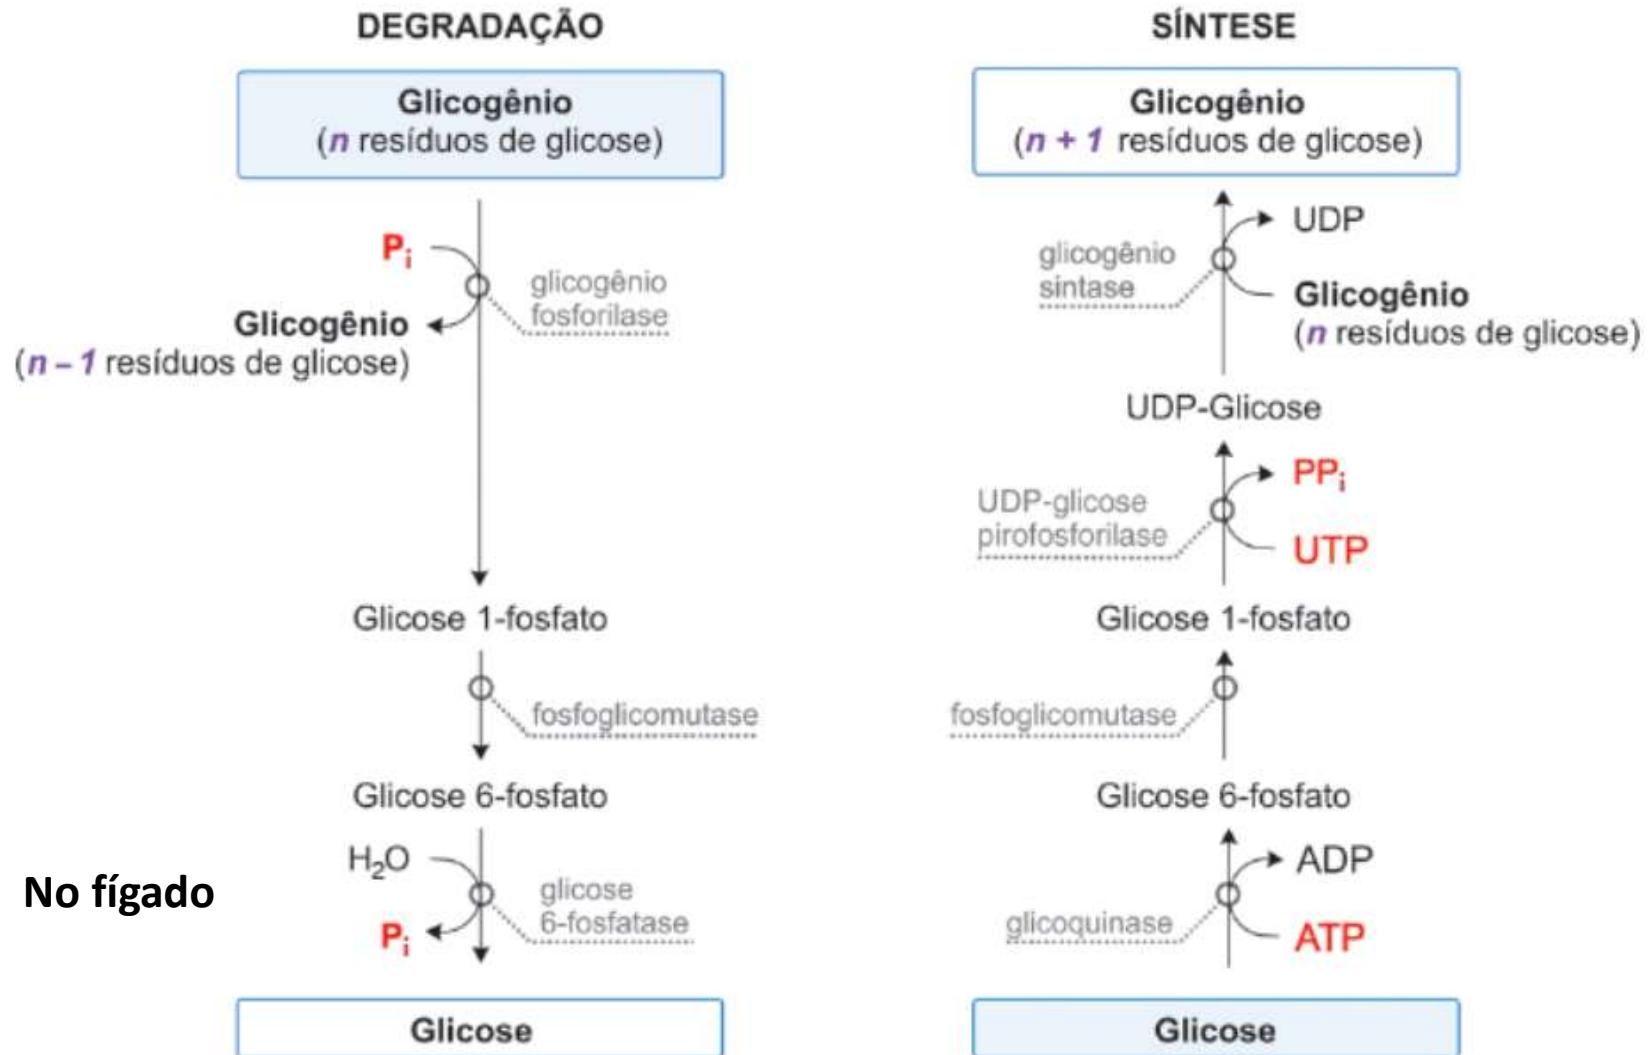 DEGRADAÇÃO
Glicogênio
(n resíduos de glicose)
Pi
glicogênio
fosforilase
Glicogênio
(n – 1 resíduos de glicose)
Glicose 1-fosfato
fosfoglicomutase
Glicose 6-fosfato
No fígado
H2O
glicose
6-fosfatase
Pi
Glicose
SÍNTESE
Glicogênio
(n + 1 resíduos de glicose)
UDP
glicogênio
sintase
Glicogênio
(n resíduos de glicose)
UDP-Glicose
PPi
UDP-glicose
pirofosforilase
UTP
Glicose 1-fosfato
fosfoglicomutase
Glicose 6-fosfato
ADP
glicoquinase
ATP
Glicose